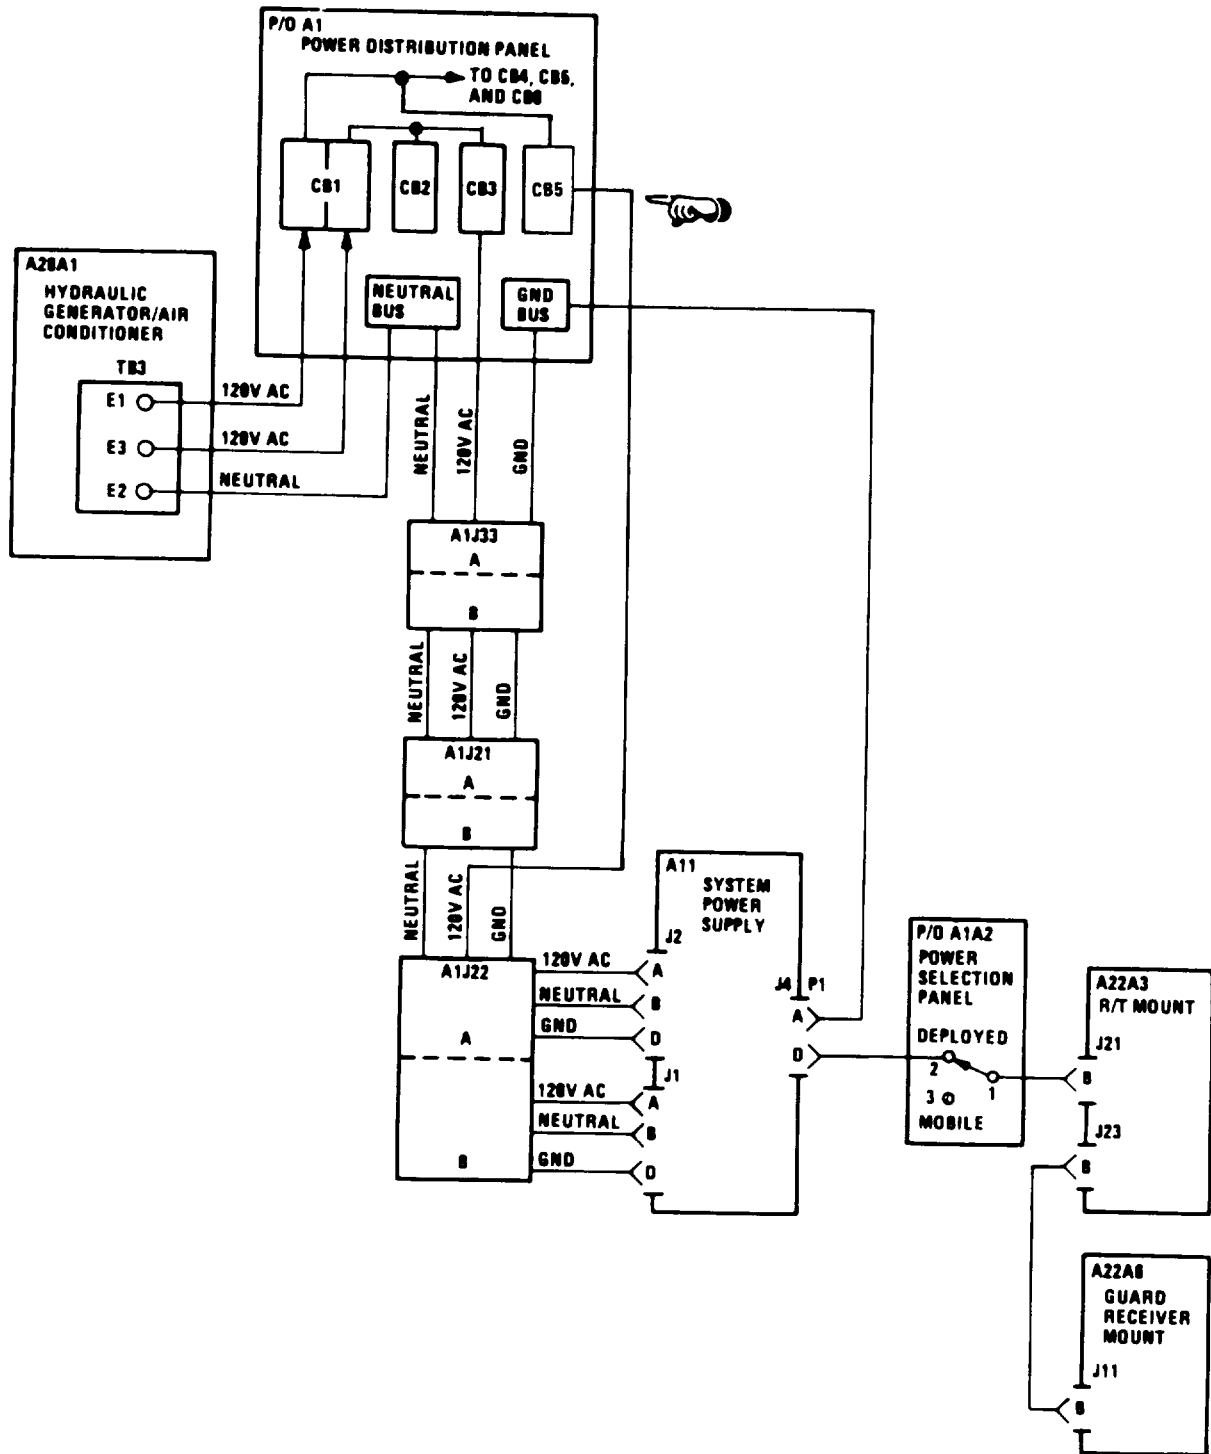 P/O A1
POWER DISTRIBUTION PANEL
TO CB4, CB5,
AND CB6
CB1
CB2
CB3
CB5
NEUTRAL
BUS
GND
BUS
A28A1
HYDRAULIC
GENERATOR/AIR
CONDITIONER
TB3
E1
120V AC
E3
120V AC
E2
NEUTRAL
NEUTRAL
120V AC
GND
A1J33
A
B
NEUTRAL
120V AC
GND
A1J21
A
B
NEUTRAL
120V AC
GND
A1J22
A
B
120V AC
NEUTRAL
GND
120V AC
NEUTRAL
GND
A11
SYSTEM
POWER
SUPPLY
J2
A
B
D
J1
A
B
D
J4 P1
A
D
P/O A1A2
POWER
SELECTION
PANEL
DEPLOYED
2
1
3
MOBILE
A22A3
R/T MOUNT
J21
B
J23
B
A22A6
GUARD
RECEIVER
MOUNT
J11
B